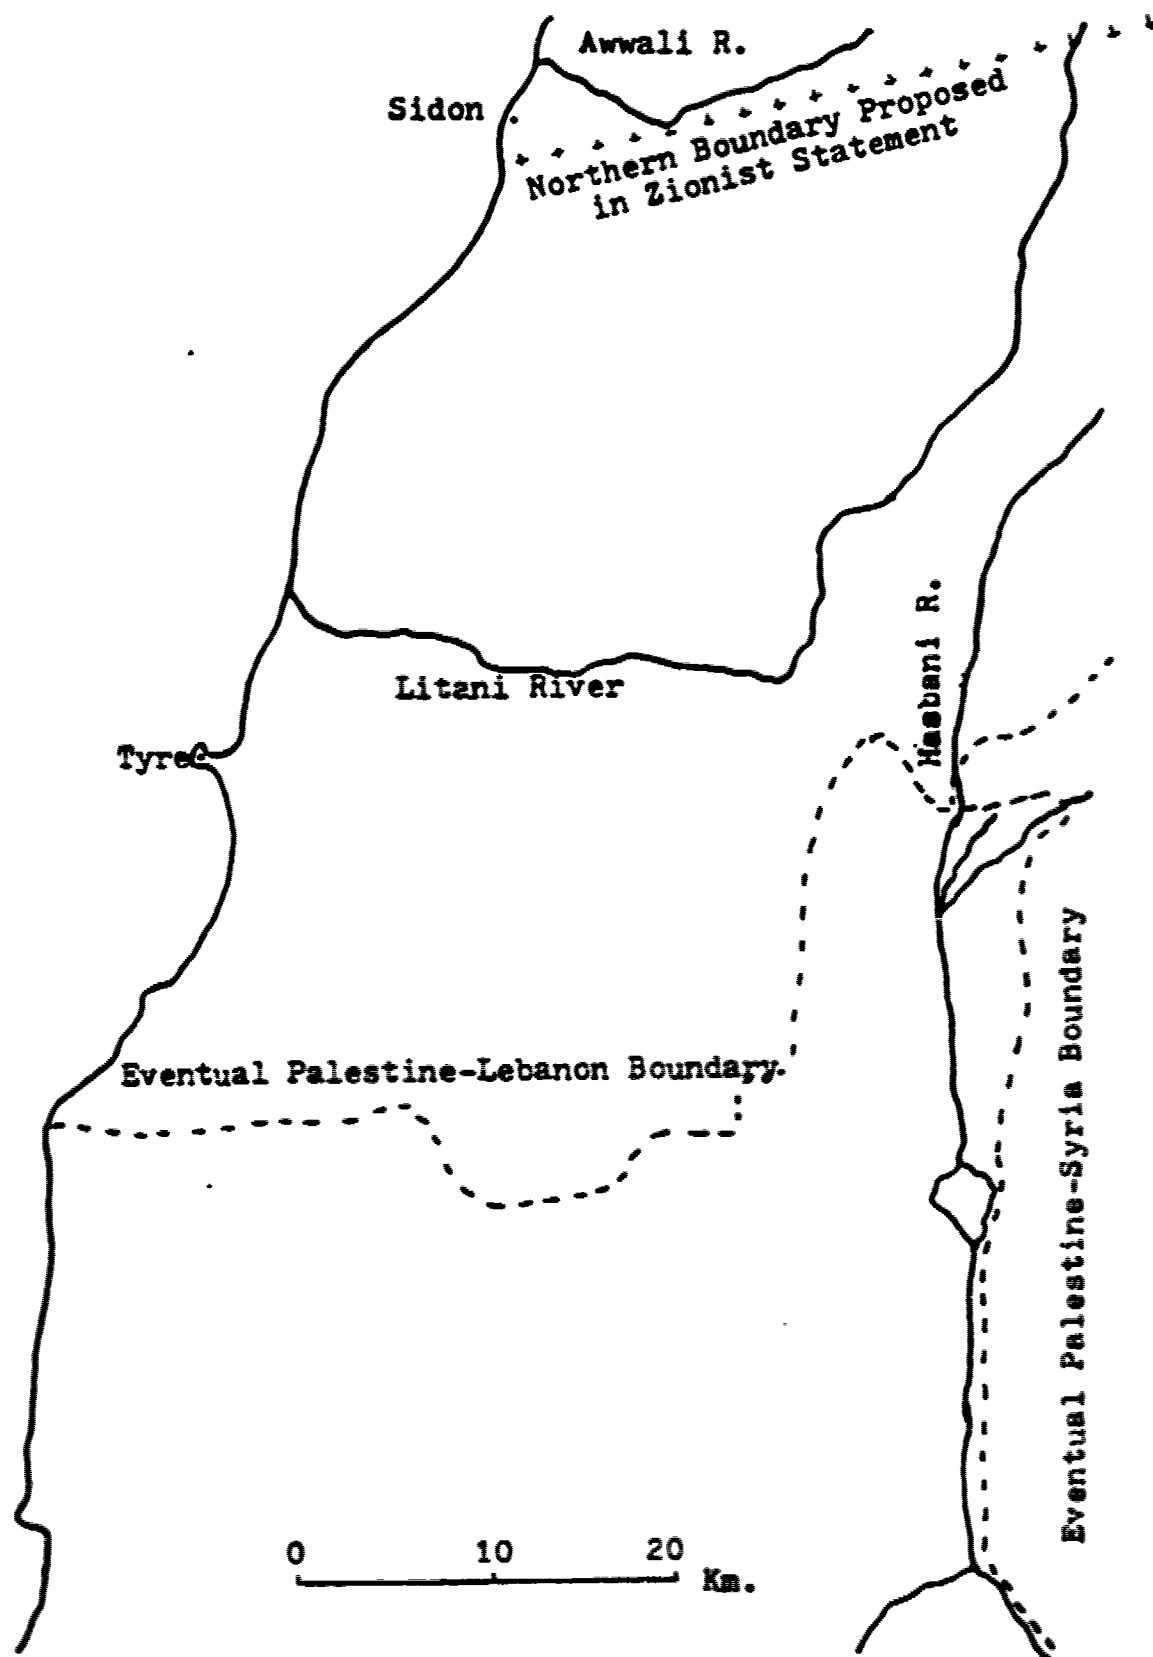 Awwali R.
Sidon
Northern Boundary Proposed
in Zionist Statement
Hasbani R.
Litani River
Tyre
Eventual Palestine-Lebanon Boundary.
Eventual Palestine-Syria Boundary
0 10 20
Km.